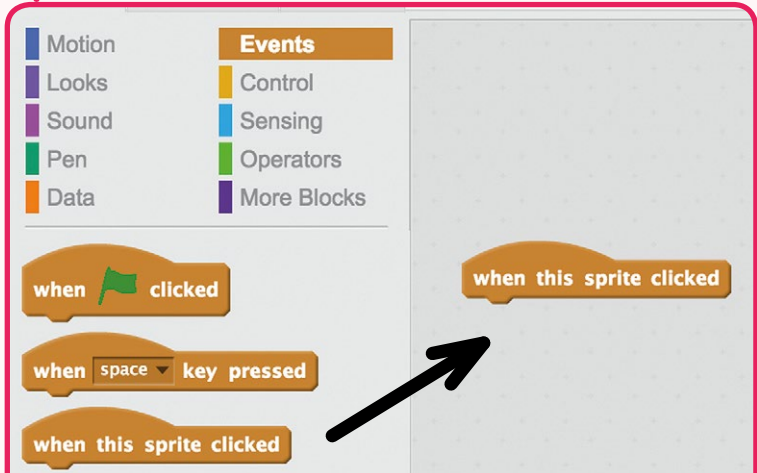 Motion
Events
Looks
Control
Sound
Sensing
Pen
Operators
Data
More Blocks
when clicked
when space key pressed
when this sprite clicked
when this sprite clicked